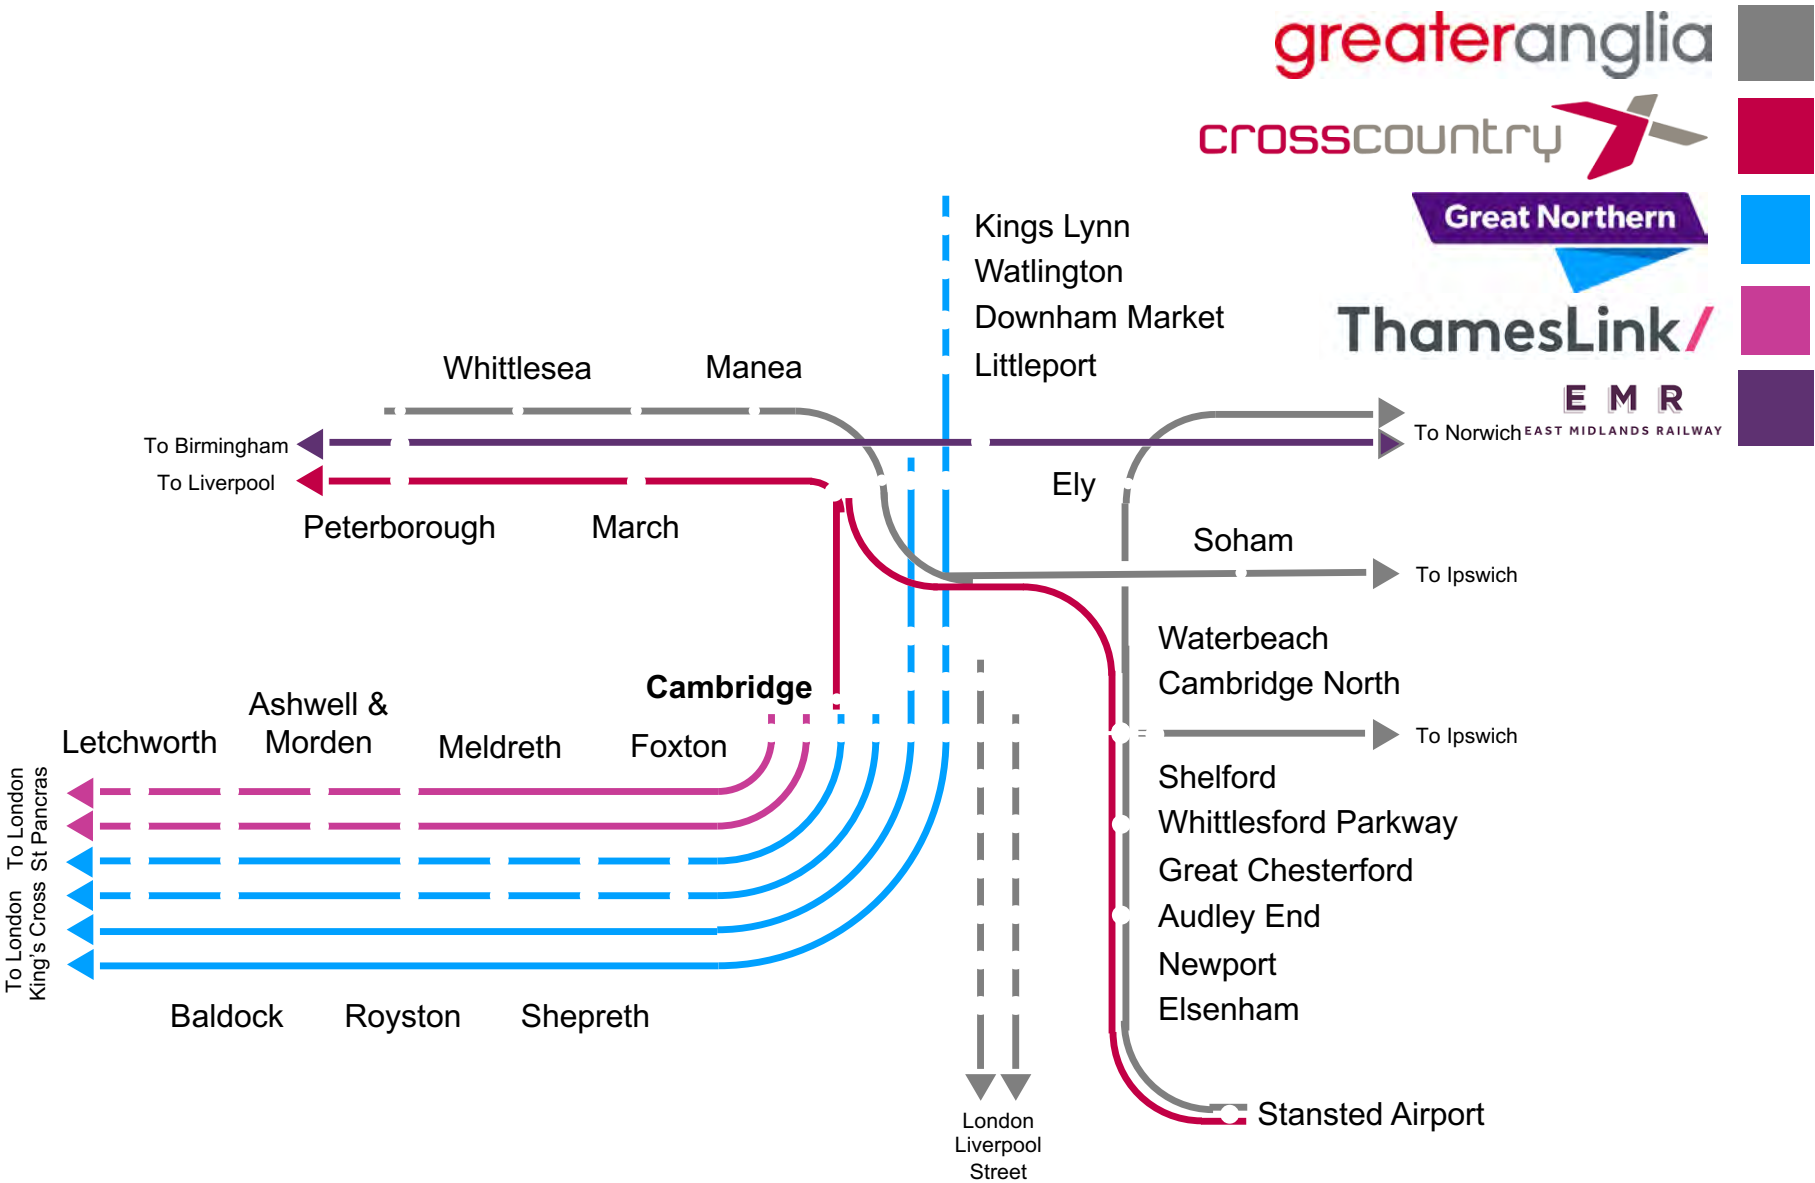 greateranglia
crosscountry
Great Northern
ThamesLink/
E M R
EAST MIDLANDS RAILWAY
Kings Lynn
Watlington
Downham Market
Littleport
Whittlesea
Manea
To Birmingham
To Liverpool
To Norwich
Peterborough
March
Ely
Soham
To Ipswich
Waterbeach
Cambridge North
To Ipswich
Cambridge
Letchworth
Ashwell &
Morden
Meldreth
Foxton
To London
St Pancras
To London
King's Cross
Baldock
Royston
Shepreth
Shelford
Whittlesford Parkway
Great Chesterford
Audley End
Newport
Elsenham
Stansted Airport
London
Liverpool
Street